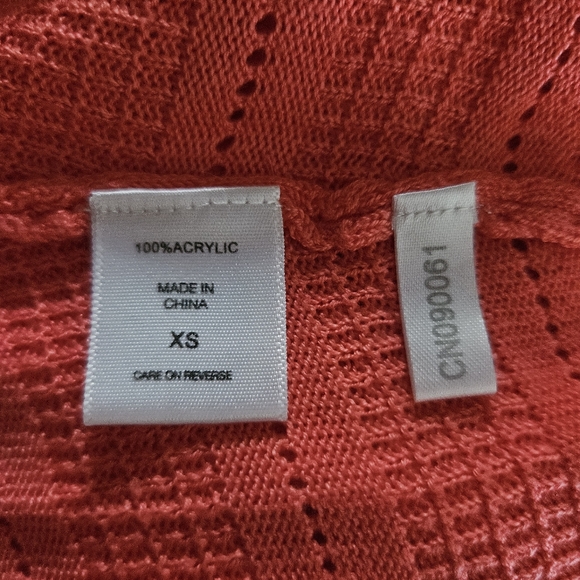 100%ACRYLIC
MADE IN
CHINA
XS
CARE ON REVERSE
CN090061